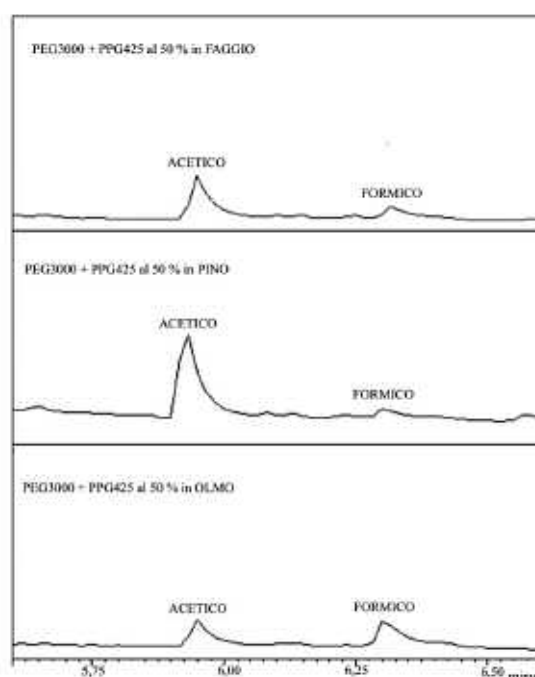 PEG3000 + PPG425 al 50 % in FAGGIO
ACETICO
FORMICO
PEG3000 + PPG425 al 50 % in PINO
ACETICO
FORMICO
PEG3000 + PPG425 al 50 % in OLMO
ACETICO
FORMICO
5,75 6,00 6,25 6,50